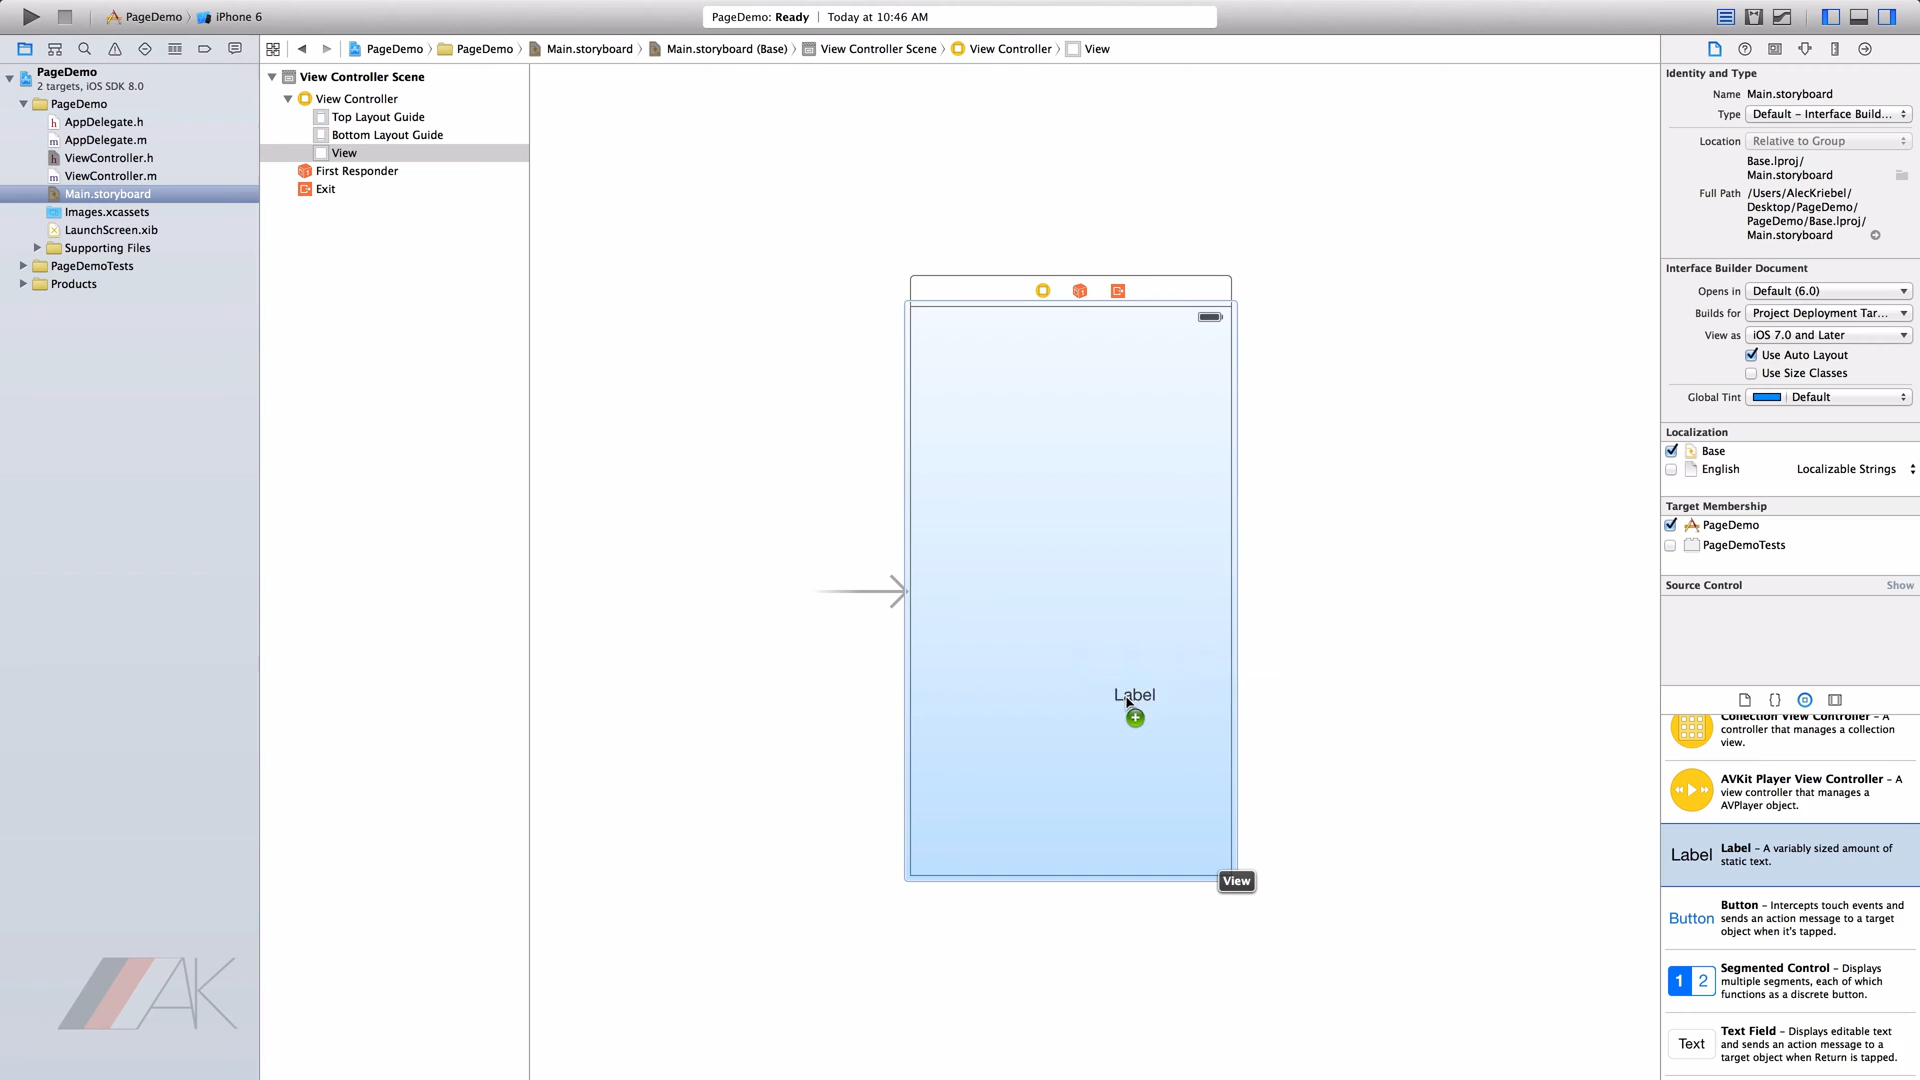 PageDemo
iPhone 6
PageDemo: Ready | Today at 10:46 AM
PageDemo
PageDemo
Main.storyboard
Main.storyboard (Base)
View Controller Scene
View Controller
View
PageDemo
2 targets, iOS SDK 8.0
PageDemo
AppDelegate.h
AppDelegate.m
ViewController.h
ViewController.m
Main.storyboard
Images.xcassets
LaunchScreen.xib
Supporting Files
PageDemoTests
Products
AK
View Controller Scene
View Controller
Top Layout Guide
Bottom Layout Guide
View
First Responder
Exit
Label
View
Identity and Type
Name Main.storyboard
Type Default - Interface Build...
Location Relative to Group
Base.lproj/
Main.storyboard
Full Path /Users/AlecKriebel/
Desktop/PageDemo/
PageDemo/Base.lproj/
Main.storyboard
Interface Builder Document
Opens in Default (6.0)
Builds for Project Deployment Tar...
View as iOS 7.0 and Later
Use Auto Layout
Use Size Classes
Global Tint Default
Localization
Base
English Localizable Strings
Target Membership
PageDemo
PageDemoTests
Source Control Show
{}
Collection View Controller - A
controller that manages a collection
view.
AVKit Player View Controller - A
view controller that manages a
AVPlayer object.
Label
Label - A variably sized amount of
static text.
Button
Button - Intercepts touch events and
sends an action message to a target
object when it's tapped.
1 2
Segmented Control - Displays
multiple segments, each of which
functions as a discrete button.
Text
Text Field - Displays editable text
and sends an action message to a
target object when Return is tapped.